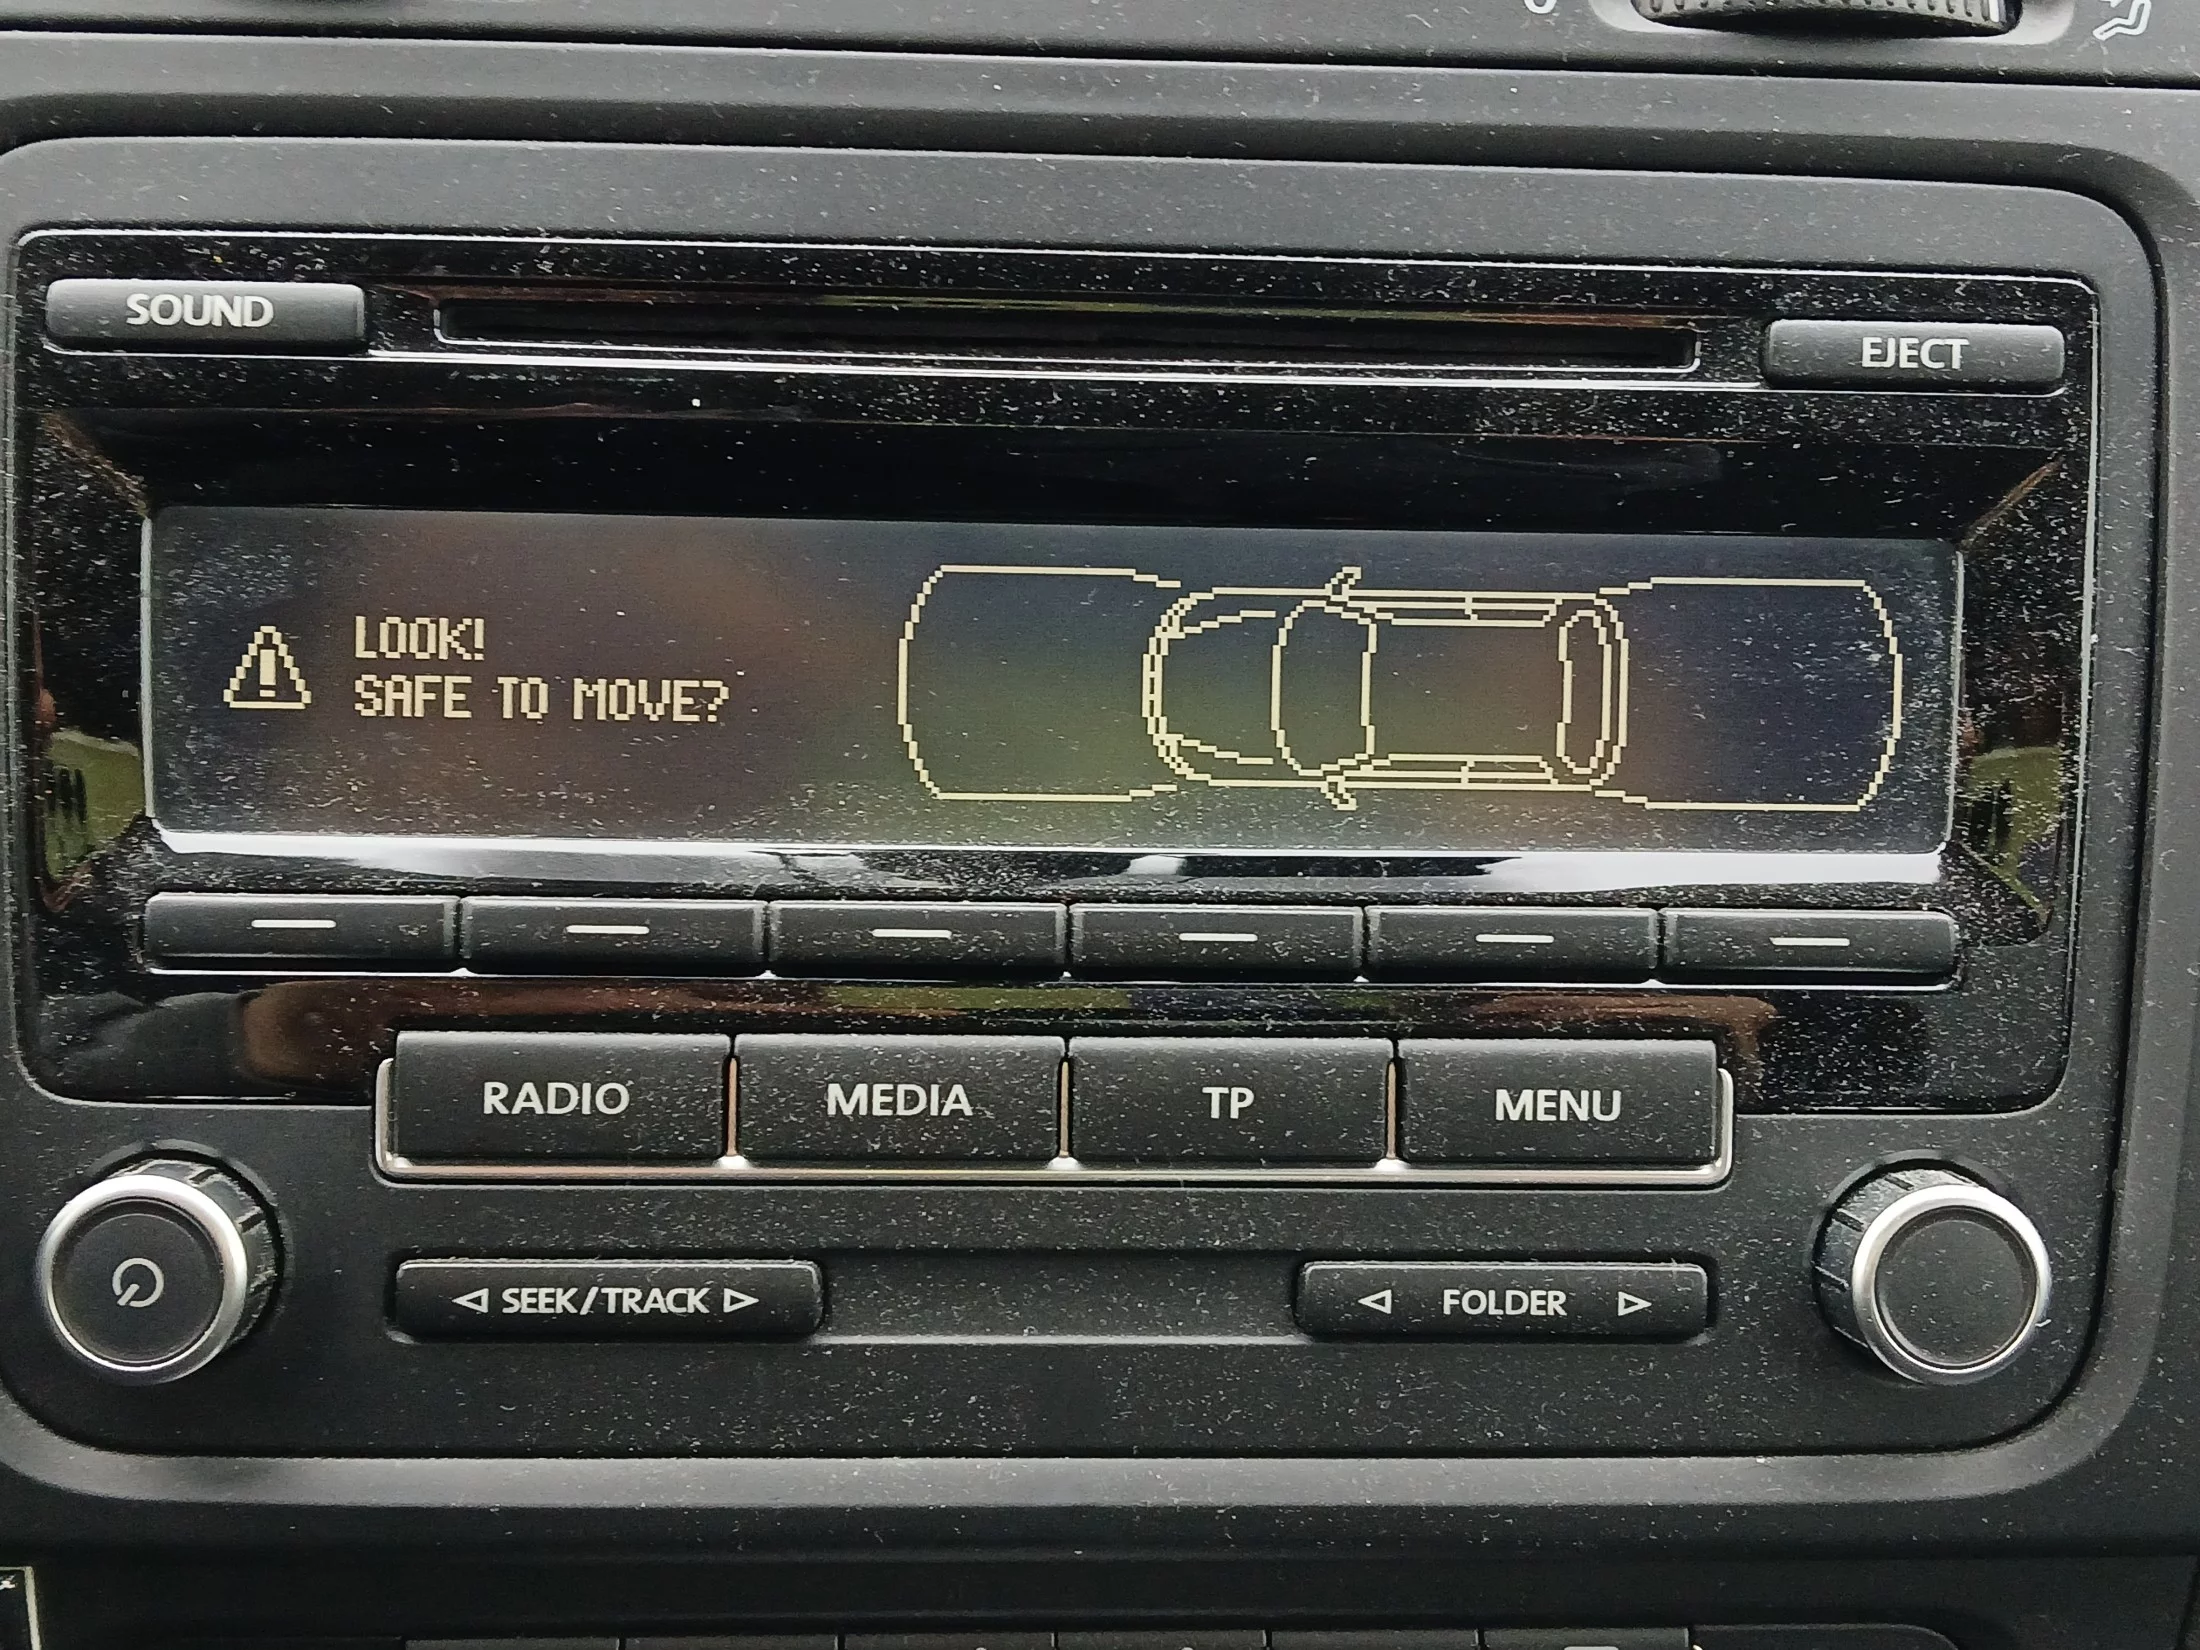 SOUND
EJECT
LOOK!
SAFE TO MOVE?
RADIO
MEDIA
TP
MENU
SEEK/TRACK
FOLDER